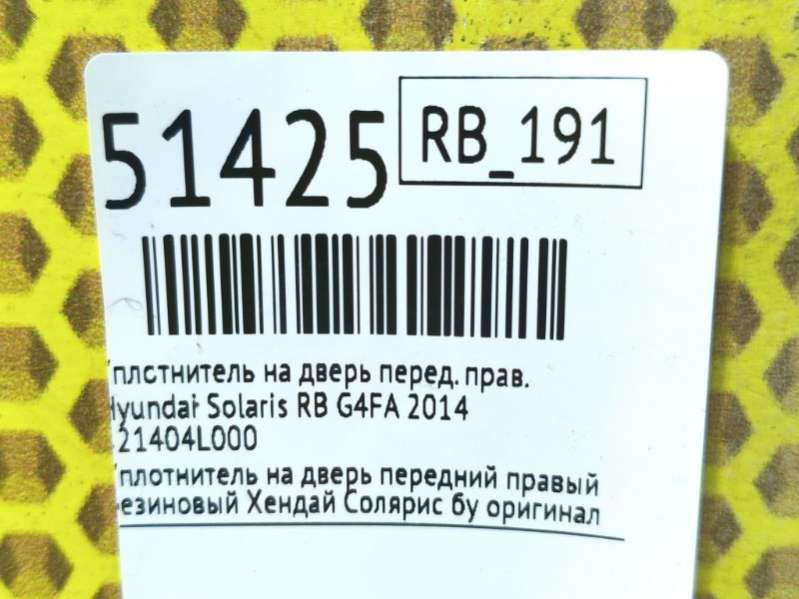 51425
RB_191
плотнитель на дверь перед. прав.
Hyundai Solaris RB G4FA 2014
21404L000
плотнитель на дверь передний правый
езиновый Хендай Солярис бу оригинал